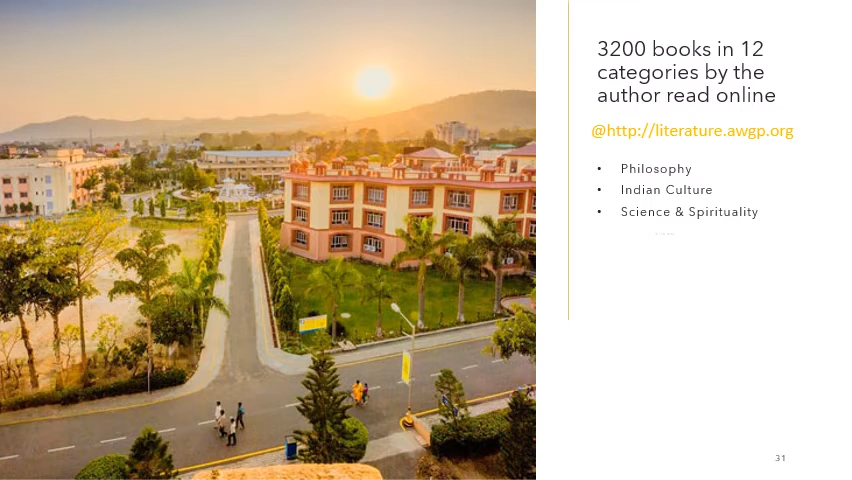 3200 books in 12
categories by the
author read online
@http://literature.awgp.org
• Philosophy
• Indian Culture
• Science & Spirituality
31